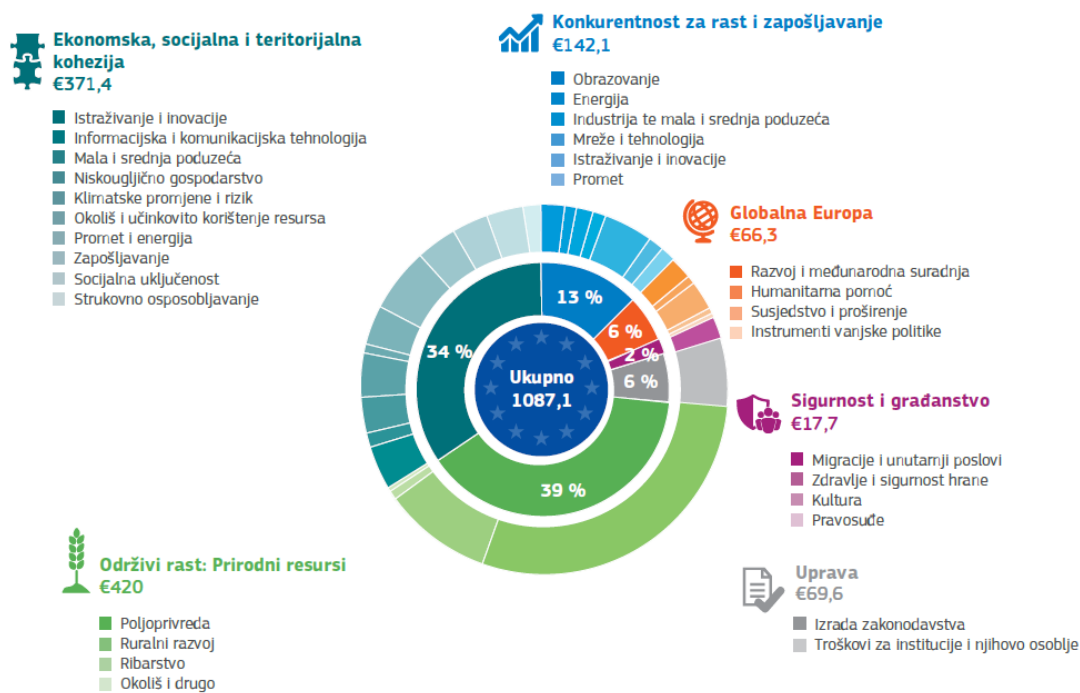 Ekonomska, socijalna i teritorijalna
kohezija
€371,4
Istraživanje i inovacije
Informacijska i komunikacijska tehnologija
Mala i srednja poduzeća
Niskougljično gospodarstvo
Klimatske promjene i rizik
Okoliš i učinkovito korištenje resursa
Promet i energija
Zapošljavanje
Socijalna uključenost
Strukovno osposobljavanje
Konkurentnost za rast i zapošljavanje
€142,1
Obrazovanje
Energija
Industrija te mala i srednja poduzeća
Mreže i tehnologija
Istraživanje i inovacije
Promet
Globalna Europa
€66,3
Razvoj i međunarodna suradnja
Humanitarna pomoć
Susjedstvo i proširenje
Instrumenti vanjske politike
13 %
6 %
2 %
6 %
34 %
39 %
Ukupno
1087,1
Sigurnost i građanstvo
€17,7
Migracije i unutarnji poslovi
Zdravlje i sigurnost hrane
Kultura
Pravosuđe
Održivi rast: Prirodni resursi
€420
Poljoprivreda
Ruralni razvoj
Ribarstvo
Okoliš i drugo
Uprava
€69,6
Izrada zakonodavstva
Troškovi za institucije i njihovo osoblje